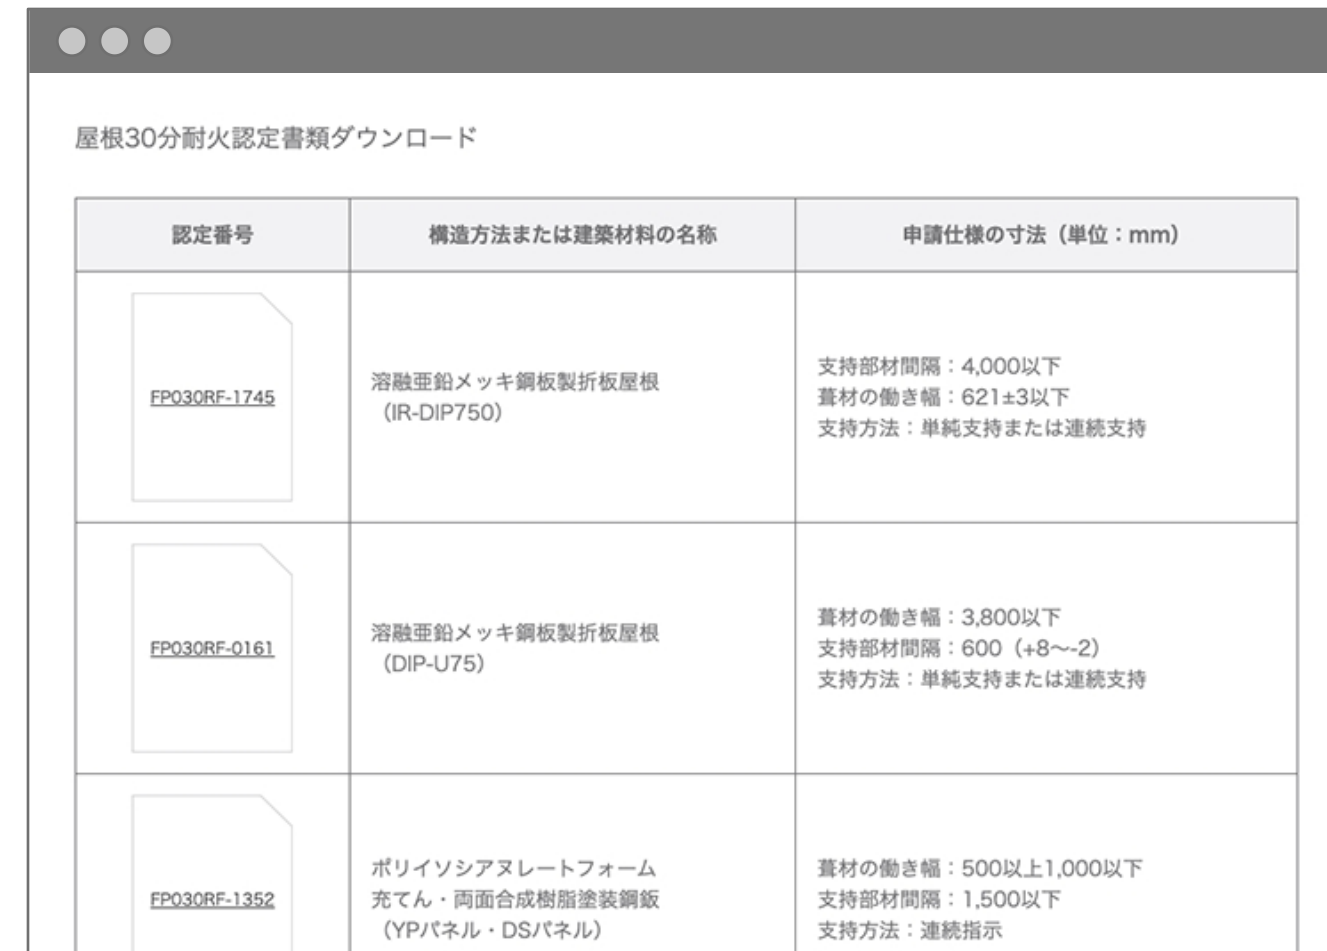 屋根30分耐火認定書類ダウンロード
認定番号
構造方法または建築材料の名称
申請仕様の寸法（単位：mm）
FP030RF-1745
溶融亜鉛メッキ鋼板製折板屋根
（IR-DIP750）
支持部材間隔：4,000以下
葺材の働き幅：621±3以下
支持方法：単純支持または連続支持
FP030RF-0161
溶融亜鉛メッキ鋼板製折板屋根
（DIP-U75）
葺材の働き幅：3,800以下
支持部材間隔：600（+8〜-2）
支持方法：単純支持または連続支持
FP030RF-1352
ポリイソシアヌレートフォーム
充てん・両面合成樹脂塗装鋼鈑
（YPパネル・DSパネル）
葺材の働き幅：500以上1,000以下
支持部材間隔：1,500以下
支持方法：連続指示